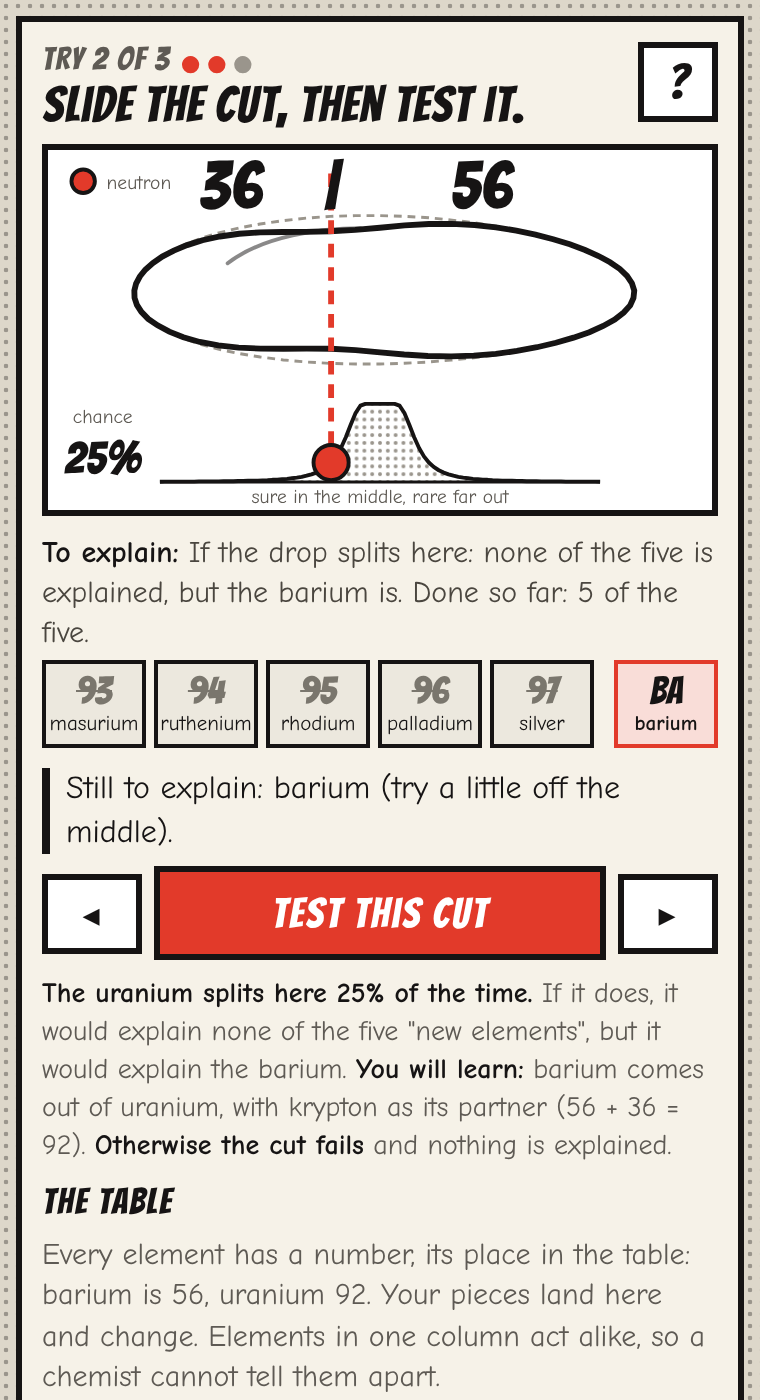 TRY 2 OF 3
SLIDE THE CUT, THEN TEST IT.
?
neutron
36 / 56
chance
25%
sure in the middle, rare far out
To explain: If the drop splits here: none of the five is
explained, but the barium is. Done so far: 5 of the
five.
93 94 95 96 97 BA
masurium ruthenium rhodium palladium silver barium
Still to explain: barium (try a little off the
middle).
◄ TEST THIS CUT ►
The uranium splits here 25% of the time. If it does, it
would explain none of the five "new elements", but it
would explain the barium. You will learn: barium comes
out of uranium, with krypton as its partner (56 + 36 =
92). Otherwise the cut fails and nothing is explained.
THE TABLE
Every element has a number, its place in the table:
barium is 56, uranium 92. Your pieces land here
and change. Elements in one column act alike, so a
chemist cannot tell them apart.